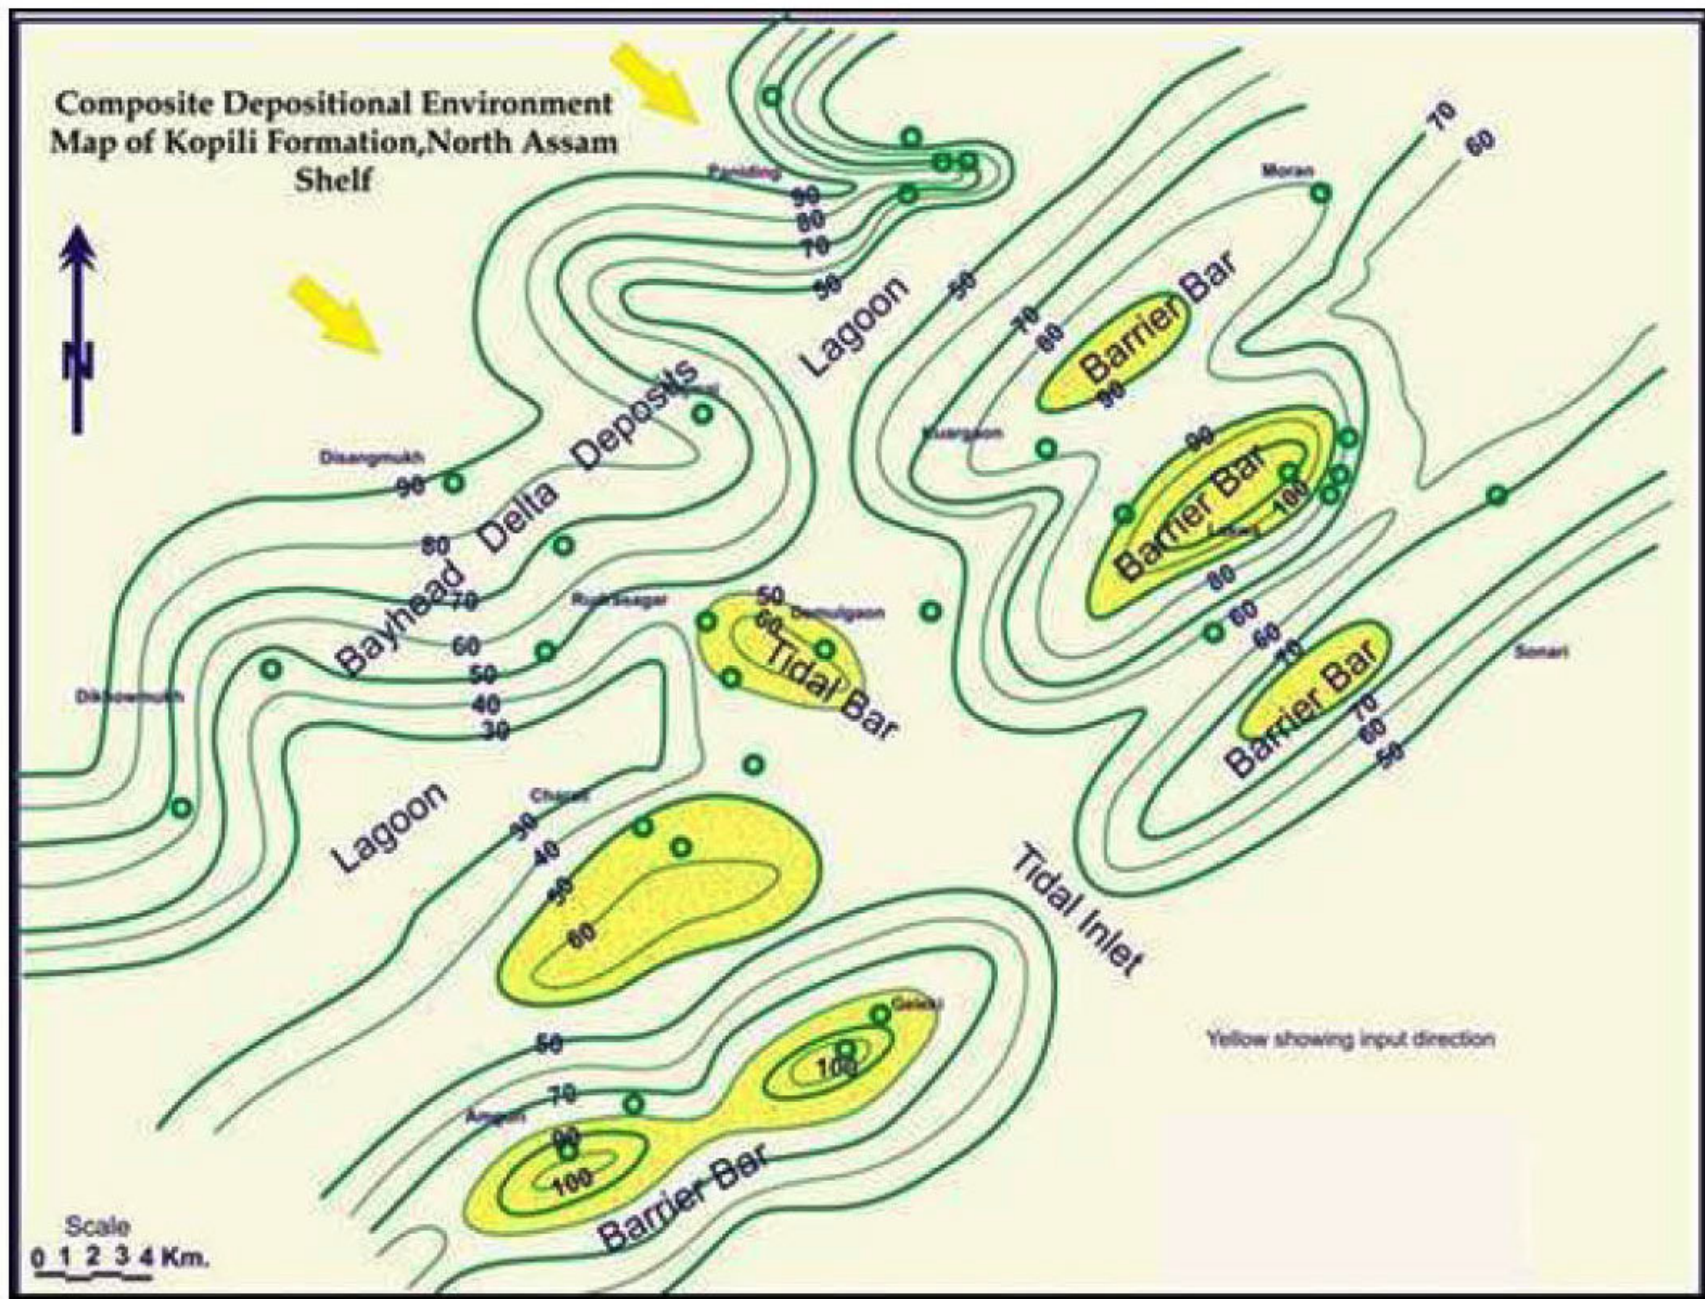 Composite Depositional Environment
Map of Kopili Formation,North Assam
Shelf
N
Paniding
90
80
70
50
Lagoon
Moran
70
60
50
70
80
Barrier Bar
90
Disangmukh
90
80
70
60
50
40
30
Bayhead Delta Deposits
Dikhowmukh
Rudrasagar
90
Barrier Bar
100
80
60
60
70
Barrier Bar
70
60
50
Sonari
50
60
Demulgaon
Tidal Bar
Lagoon
Charali
30
40
50
60
Tidal Inlet
50
70
90
100
Geleki
100
Barrier Bar
Yellow showing input direction
Scale
0 1 2 3 4 Km.